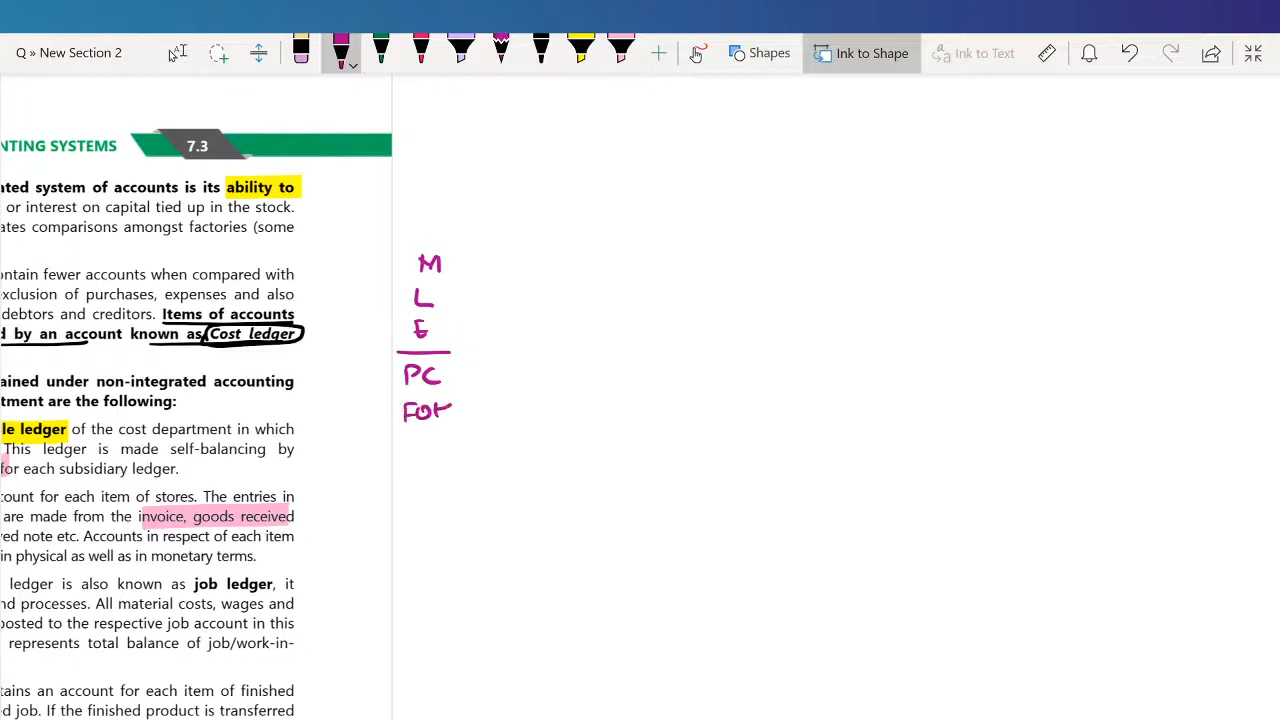 Q » New Section 2
Shapes
Ink to Shape
Ink to Text
NTING SYSTEMS
7.3
ated system of accounts is its ability to
or interest on capital tied up in the stock.
ates comparisons amongst factories (some
ontain fewer accounts when compared with
exclusion of purchases, expenses and also
debtors and creditors. Items of accounts
d by an account known as Cost ledger
ained under non-integrated accounting
tment are the following:
le ledger of the cost department in which
This ledger is made self-balancing by
for each subsidiary ledger.
count for each item of stores. The entries in
are made from the invoice, goods received
ved note etc. Accounts in respect of each item
in physical as well as in monetary terms.
ledger is also known as job ledger, it
nd processes. All material costs, wages and
posted to the respective job account in this
represents total balance of job/work-in-
tains an account for each item of finished
ed job. If the finished product is transferred
M
L
E
PC
FOH